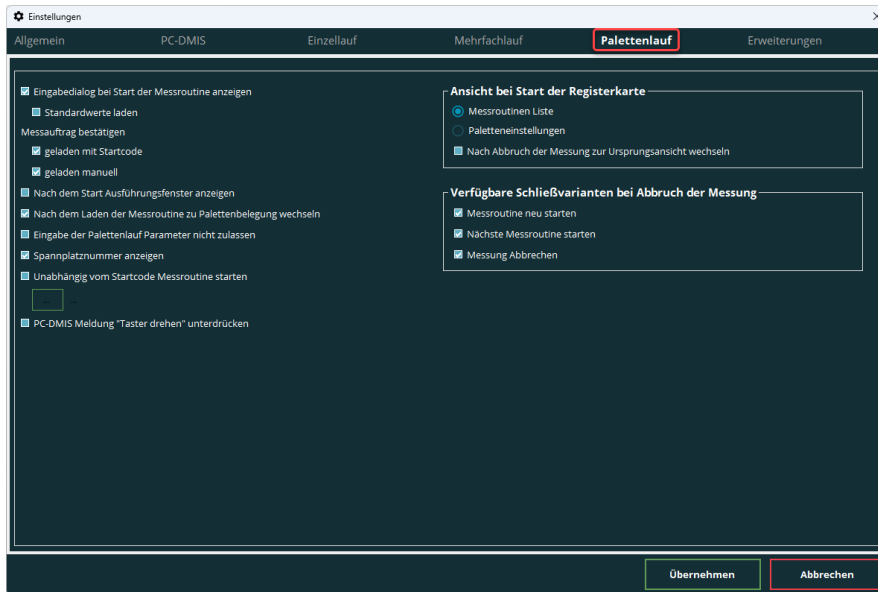 Einstellungen
Allgemein PC-DMIS Einzellauf Mehrfachlauf Palettenlauf Erweiterungen
Eingabedialog bei Start der Messroutine anzeigen
Standardwerte laden
Messauftrag bestätigen
geladen mit Startcode
geladen manuell
Nach dem Start Ausführungsfenster anzeigen
Nach dem Laden der Messroutine zu Palettenbelegung wechseln
Eingabe der Palettenlauf Parameter nicht zulassen
Spannplatznummer anzeigen
Unabhängig vom Startcode Messroutine starten
... ...
PC-DMIS Meldung "Taster drehen" unterdrücken
Ansicht bei Start der Registerkarte
Messroutinen Liste
Paletteneinstellungen
Nach Abbruch der Messung zur Ursprungsansicht wechseln
Verfügbare Schließvarianten bei Abbruch der Messung
Messroutine neu starten
Nächste Messroutine starten
Messung Abbrechen
Übernehmen Abbrechen